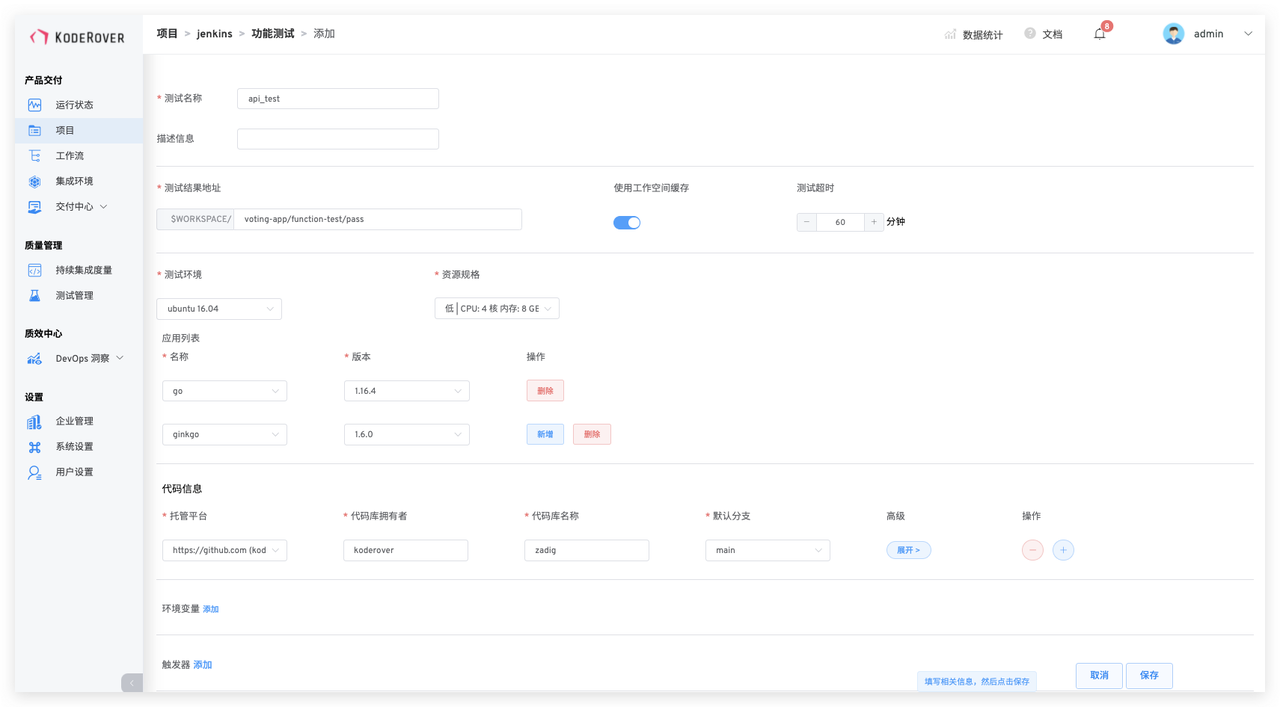 KODEROVER
项目 > jenkins > 功能测试 > 添加
数据统计
文档
8
admin
产品交付
运行状态
项目
工作流
集成环境
交付中心
质量管理
持续集成度量
测试管理
质效中心
DevOps 洞察
设置
企业管理
系统设置
用户设置
* 测试名称 api_test
描述信息
* 测试结果地址 使用工作空间缓存 测试超时
$WORKSPACE/ voting-app/function-test/pass − 60 + 分钟
* 测试环境 * 资源规格
ubuntu 16.04 低 | CPU: 4 核 内存: 8 GE
应用列表
* 名称 * 版本 操作
go 1.16.4 删除
ginkgo 1.6.0 新增 删除
代码信息
* 托管平台 * 代码库拥有者 * 代码库名称 * 默认分支 高级 操作
https://github.com (kod koderover zadig main 展开 > − +
环境变量 添加
触发器 添加
填写相关信息，然后点击保存 取消 保存